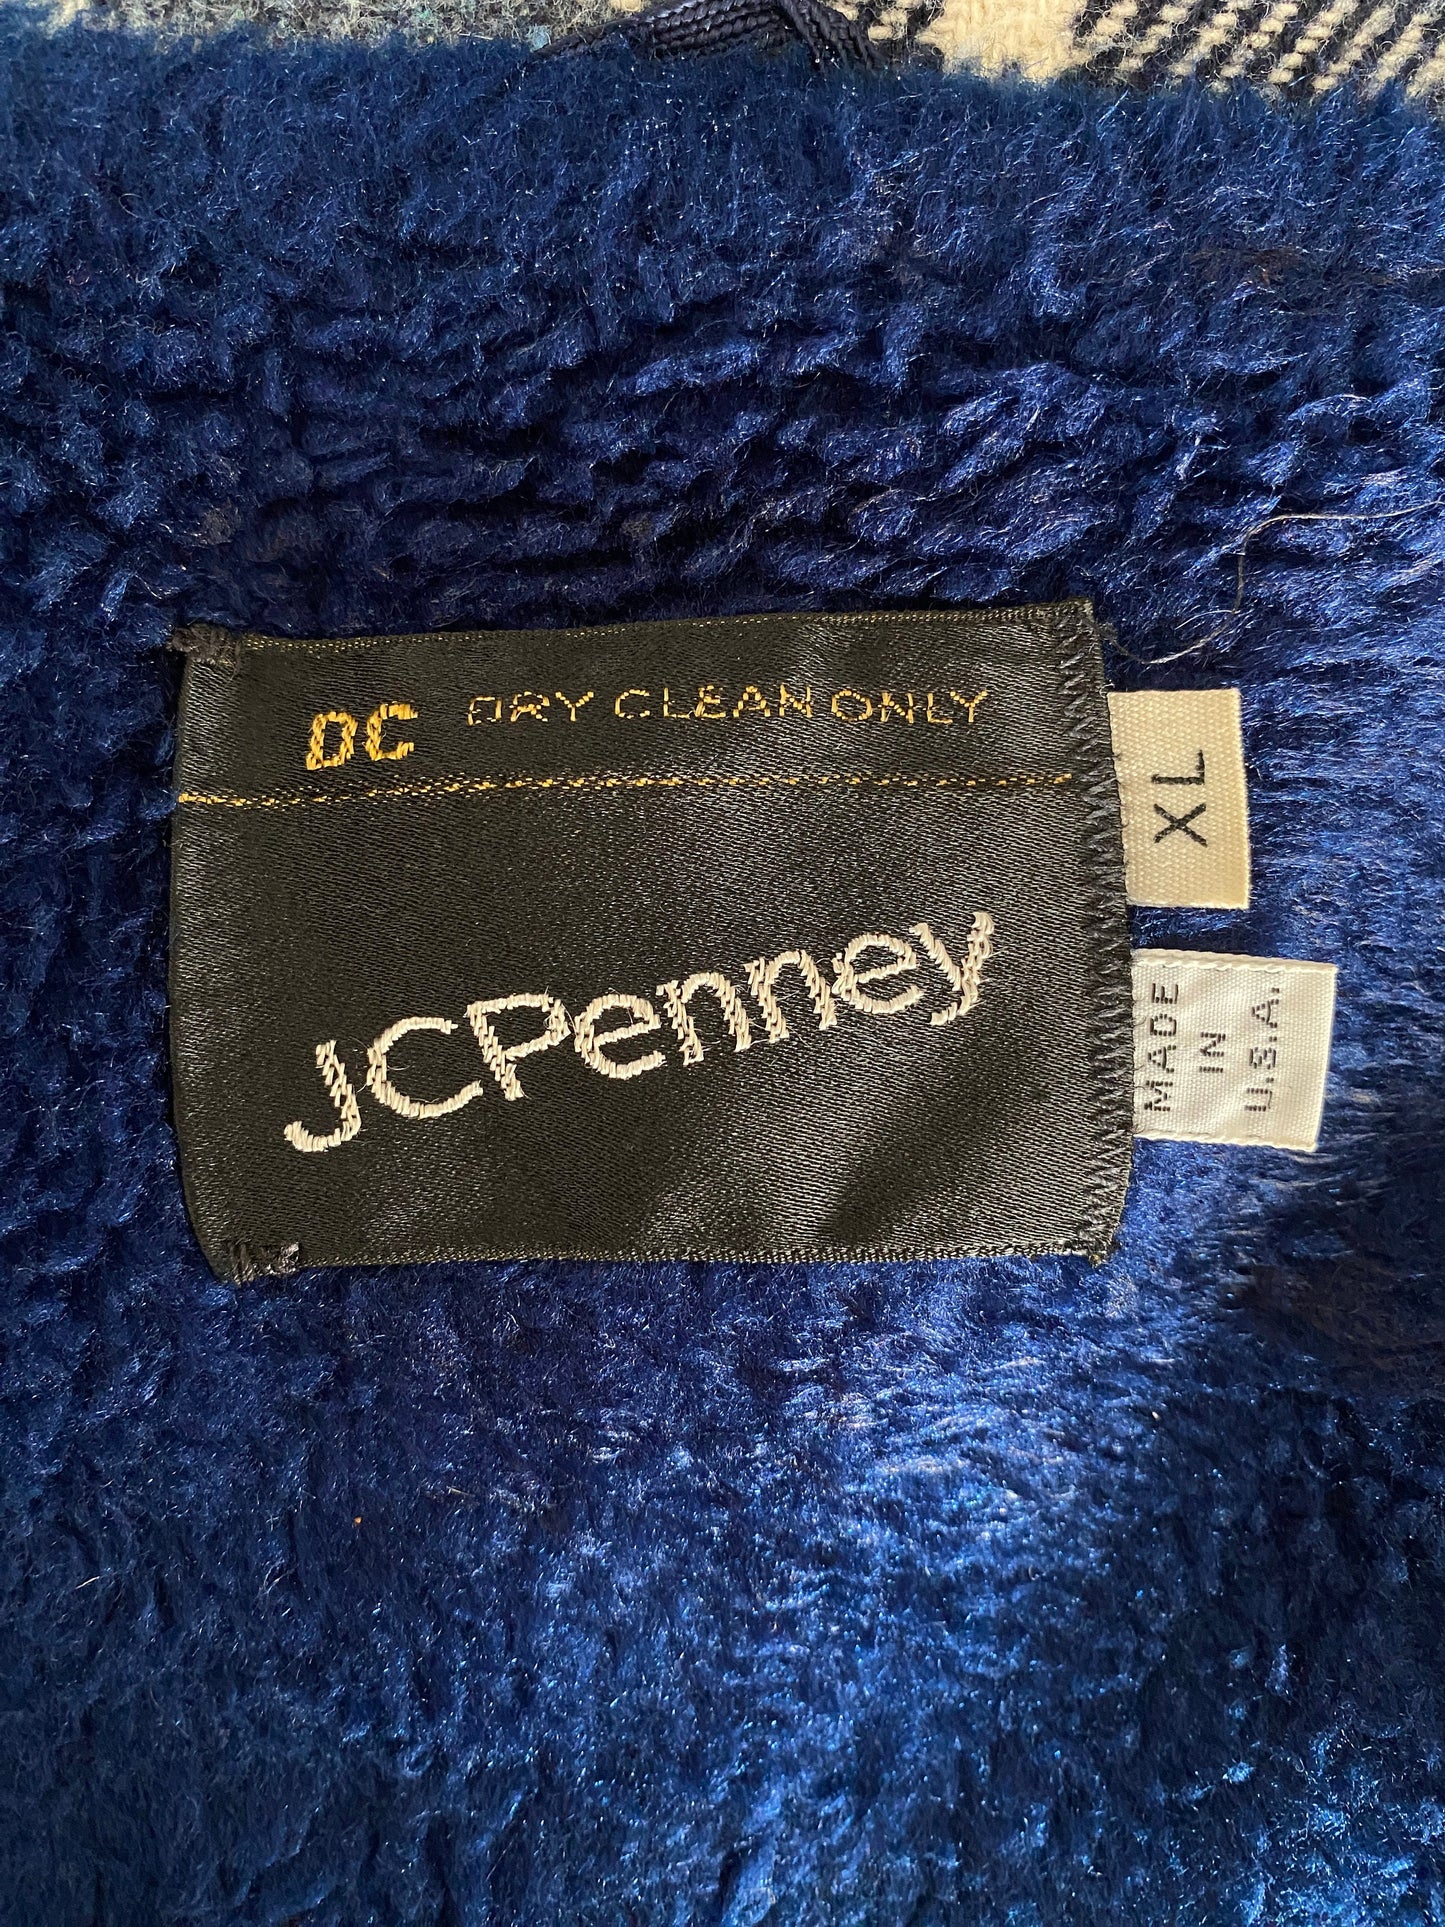 DC DRY CLEAN ONLY
JCPenney
XL
MADE
IN
U.S.A.